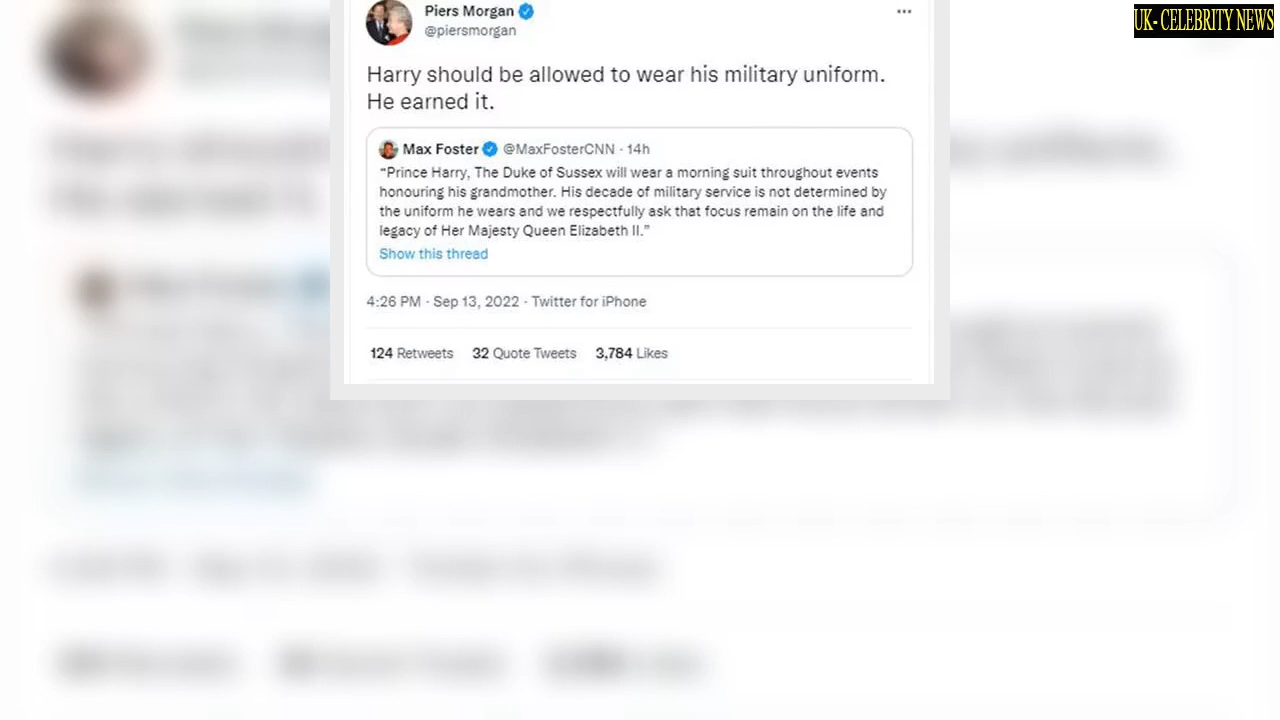 UK- CELEBRITY NEWS
Piers Morgan
@piersmorgan
Harry should be allowed to wear his military uniform.
He earned it.
Max Foster @MaxFosterCNN · 14h
“Prince Harry, The Duke of Sussex will wear a morning suit throughout events
honouring his grandmother. His decade of military service is not determined by
the uniform he wears and we respectfully ask that focus remain on the life and
legacy of Her Majesty Queen Elizabeth II.”
Show this thread
4:26 PM · Sep 13, 2022 · Twitter for iPhone
124 Retweets 32 Quote Tweets 3,784 Likes